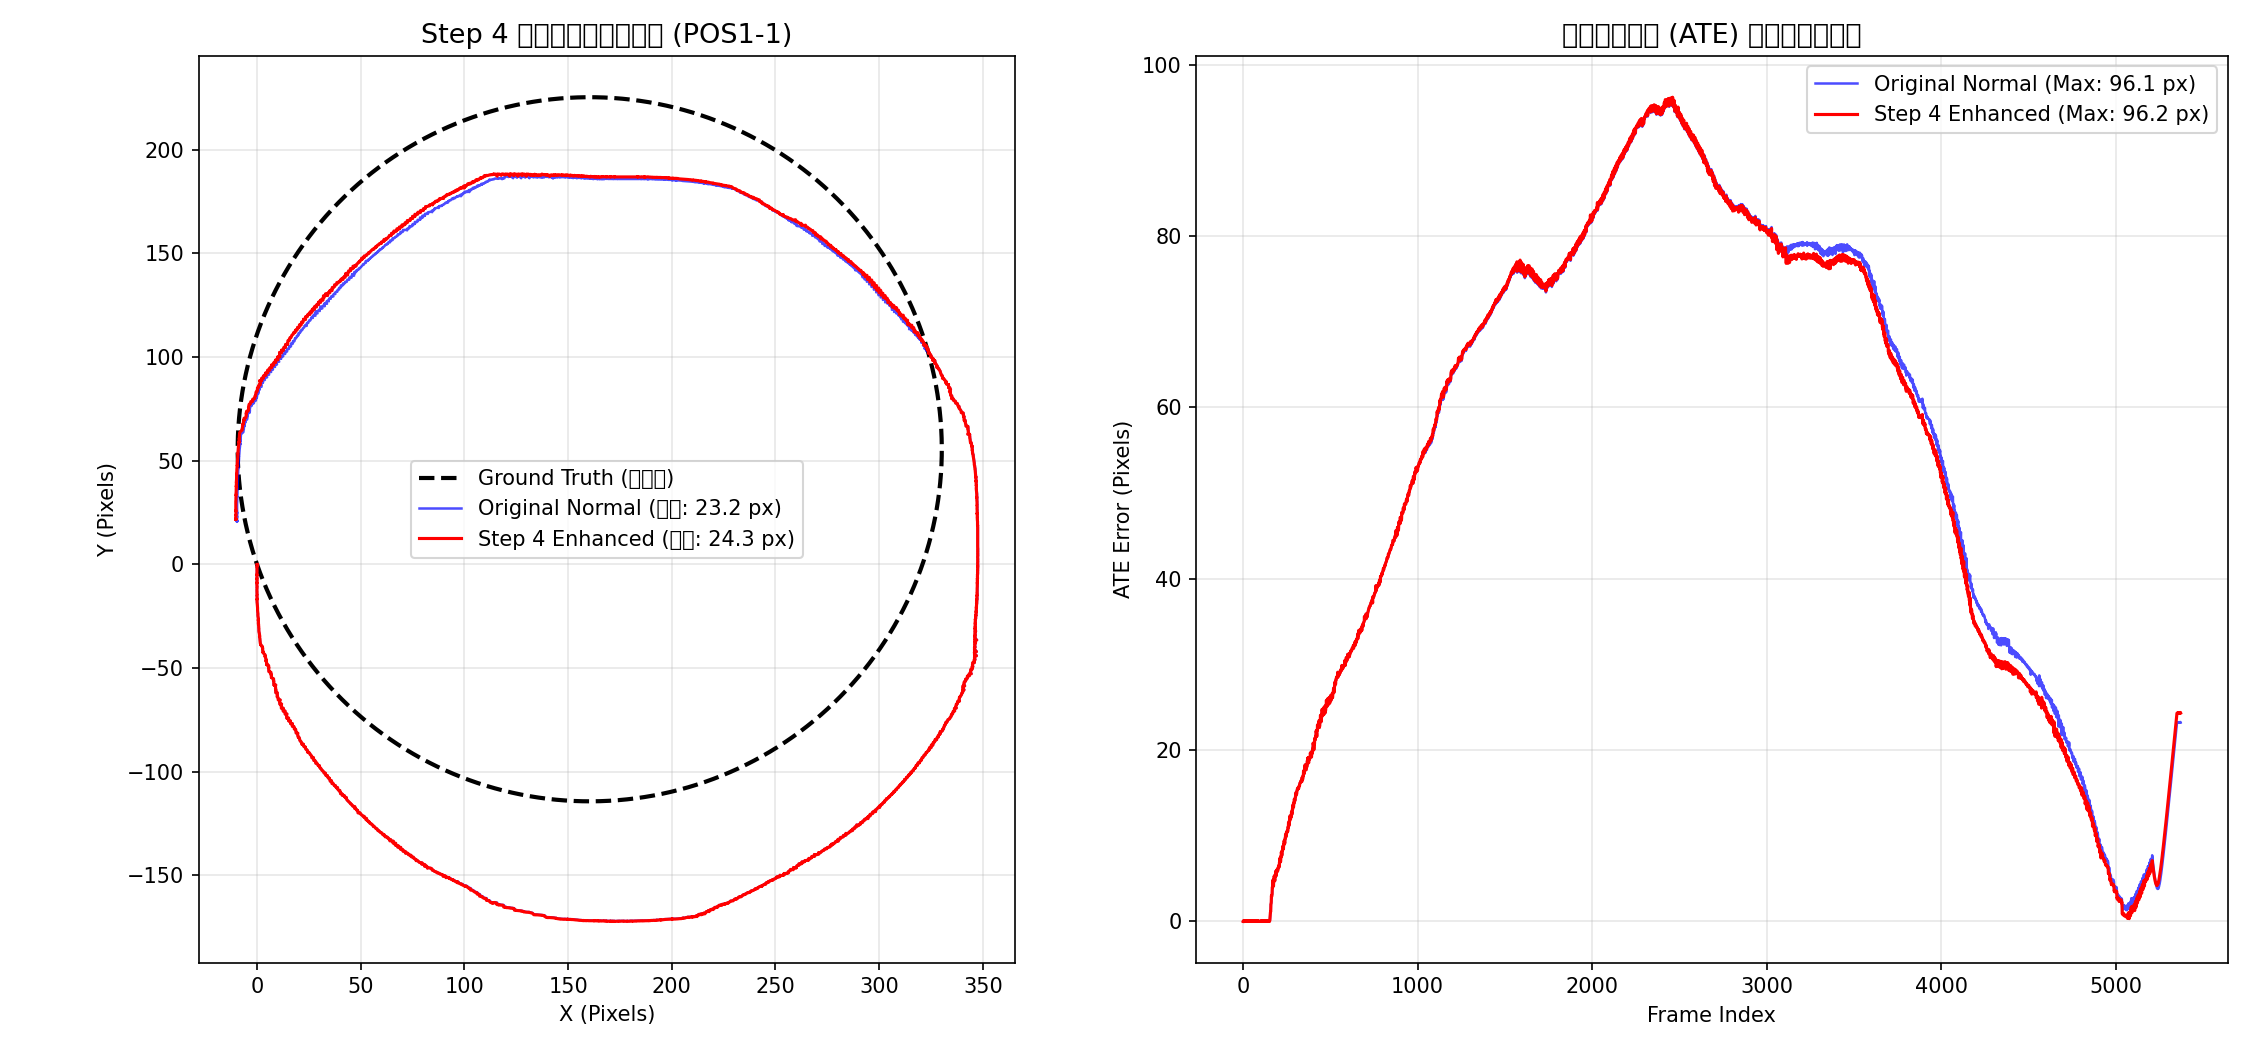 Step 4 (POS1-1)
200
150
100
50
0
−50
−100
−150
Y (Pixels)
Ground Truth ( )
Original Normal ( : 23.2 px)
Step 4 Enhanced ( : 24.3 px)
0 50 100 150 200 250 300 350
X (Pixels)
(ATE)
100
80
60
40
20
0
ATE Error (Pixels)
Original Normal (Max: 96.1 px)
Step 4 Enhanced (Max: 96.2 px)
0 1000 2000 3000 4000 5000
Frame Index